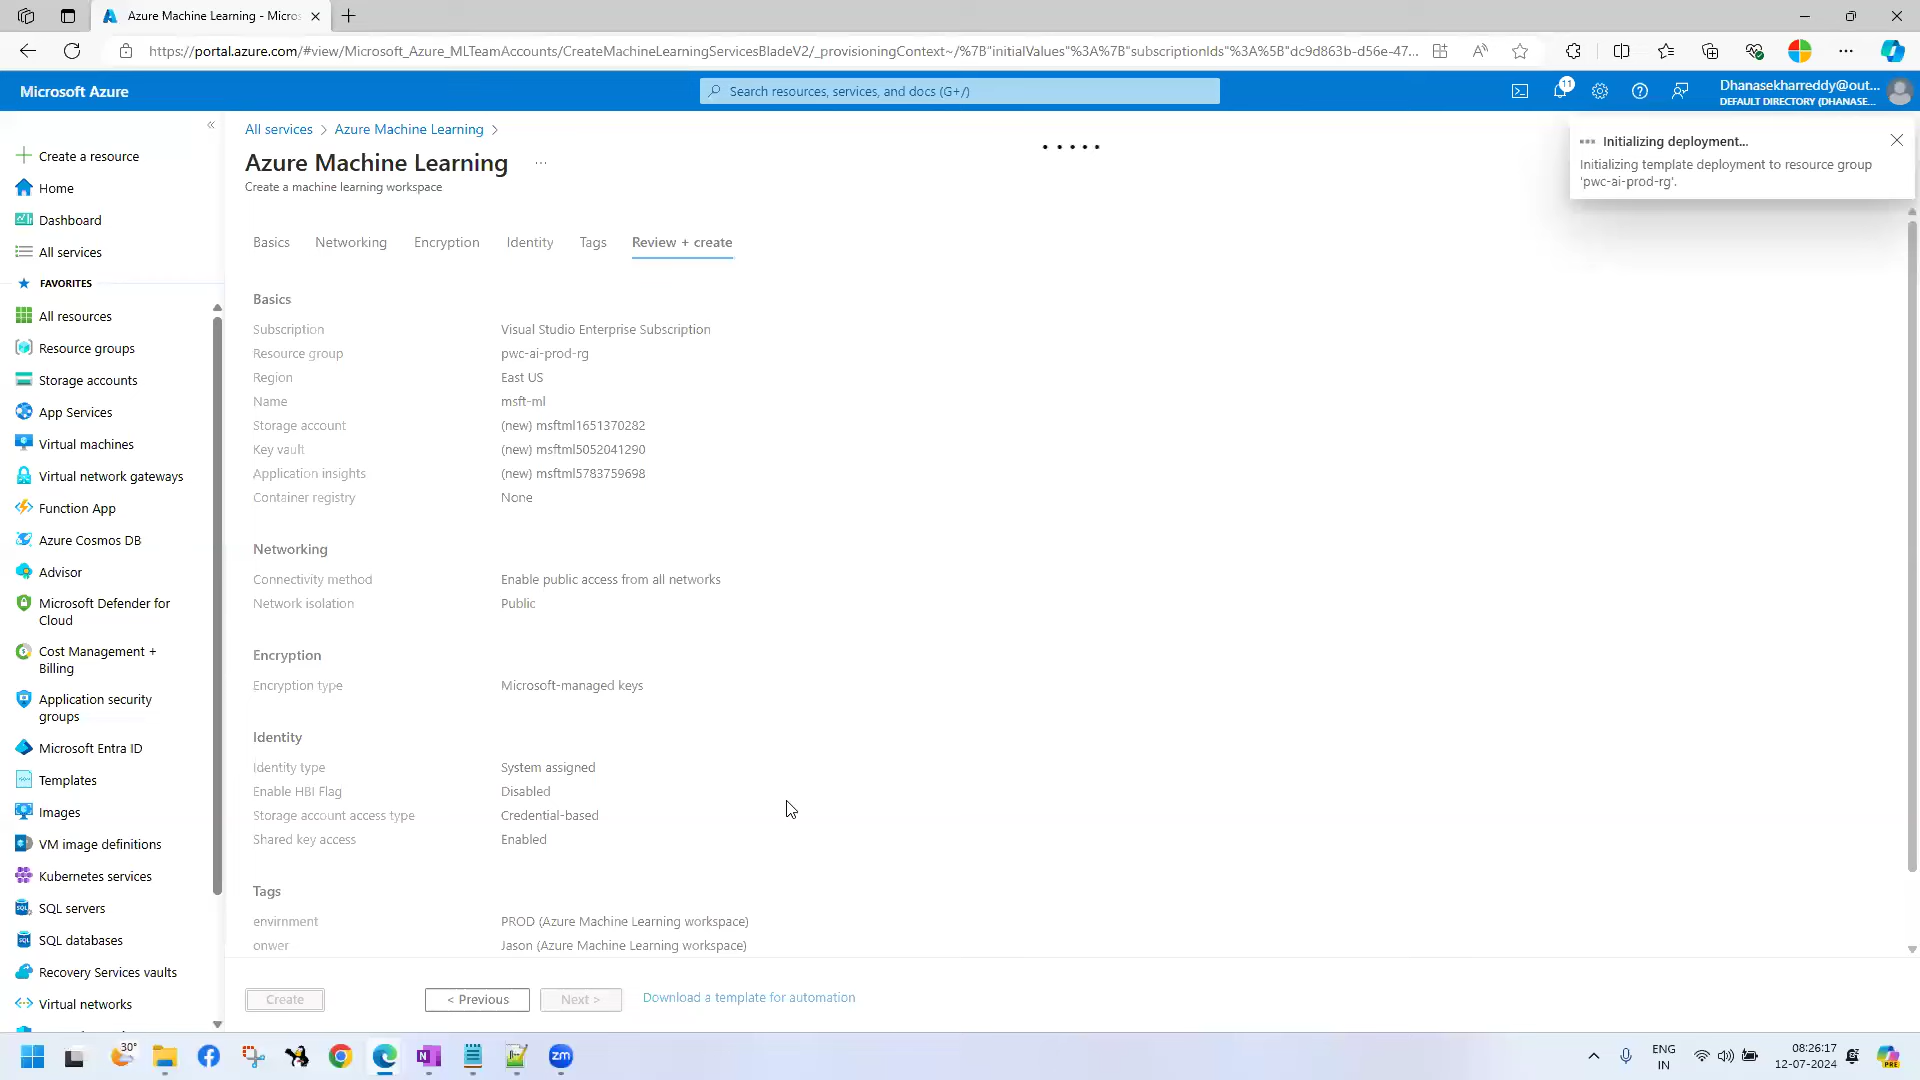 Azure Machine Learning - Micros
https://portal.azure.com/#view/Microsoft_Azure_MLTeamAccounts/CreateMachineLearningServicesBladeV2/_provisioningContext~/%7B"initialValues"%3A%7B"subscriptionIds"%3A%5B"dc9d863b-d56e-47...
Microsoft Azure
Search resources, services, and docs (G+/)
11
Dhanasekharreddy@out...
DEFAULT DIRECTORY (DHANASE...
Initializing deployment...
Initializing template deployment to resource group
'pwc-ai-prod-rg'.
Create a resource
Home
Dashboard
All services
FAVORITES
All resources
Resource groups
Storage accounts
App Services
Virtual machines
Virtual network gateways
Function App
Azure Cosmos DB
Advisor
Microsoft Defender for
Cloud
Cost Management +
Billing
Application security
groups
Microsoft Entra ID
Templates
Images
VM image definitions
Kubernetes services
SQL servers
SQL databases
Recovery Services vaults
Virtual networks
All services > Azure Machine Learning >
Azure Machine Learning ...
Create a machine learning workspace
Basics Networking Encryption Identity Tags Review + create
Basics
Subscription Visual Studio Enterprise Subscription
Resource group pwc-ai-prod-rg
Region East US
Name msft-ml
Storage account (new) msftml1651370282
Key vault (new) msftml5052041290
Application insights (new) msftml5783759698
Container registry None
Networking
Connectivity method Enable public access from all networks
Network isolation Public
Encryption
Encryption type Microsoft-managed keys
Identity
Identity type System assigned
Enable HBI Flag Disabled
Storage account access type Credential-based
Shared key access Enabled
Tags
envirnment PROD (Azure Machine Learning workspace)
onwer Jason (Azure Machine Learning workspace)
Create < Previous Next > Download a template for automation
30°
zm
ENG
IN
08:26:17
12-07-2024
PRE